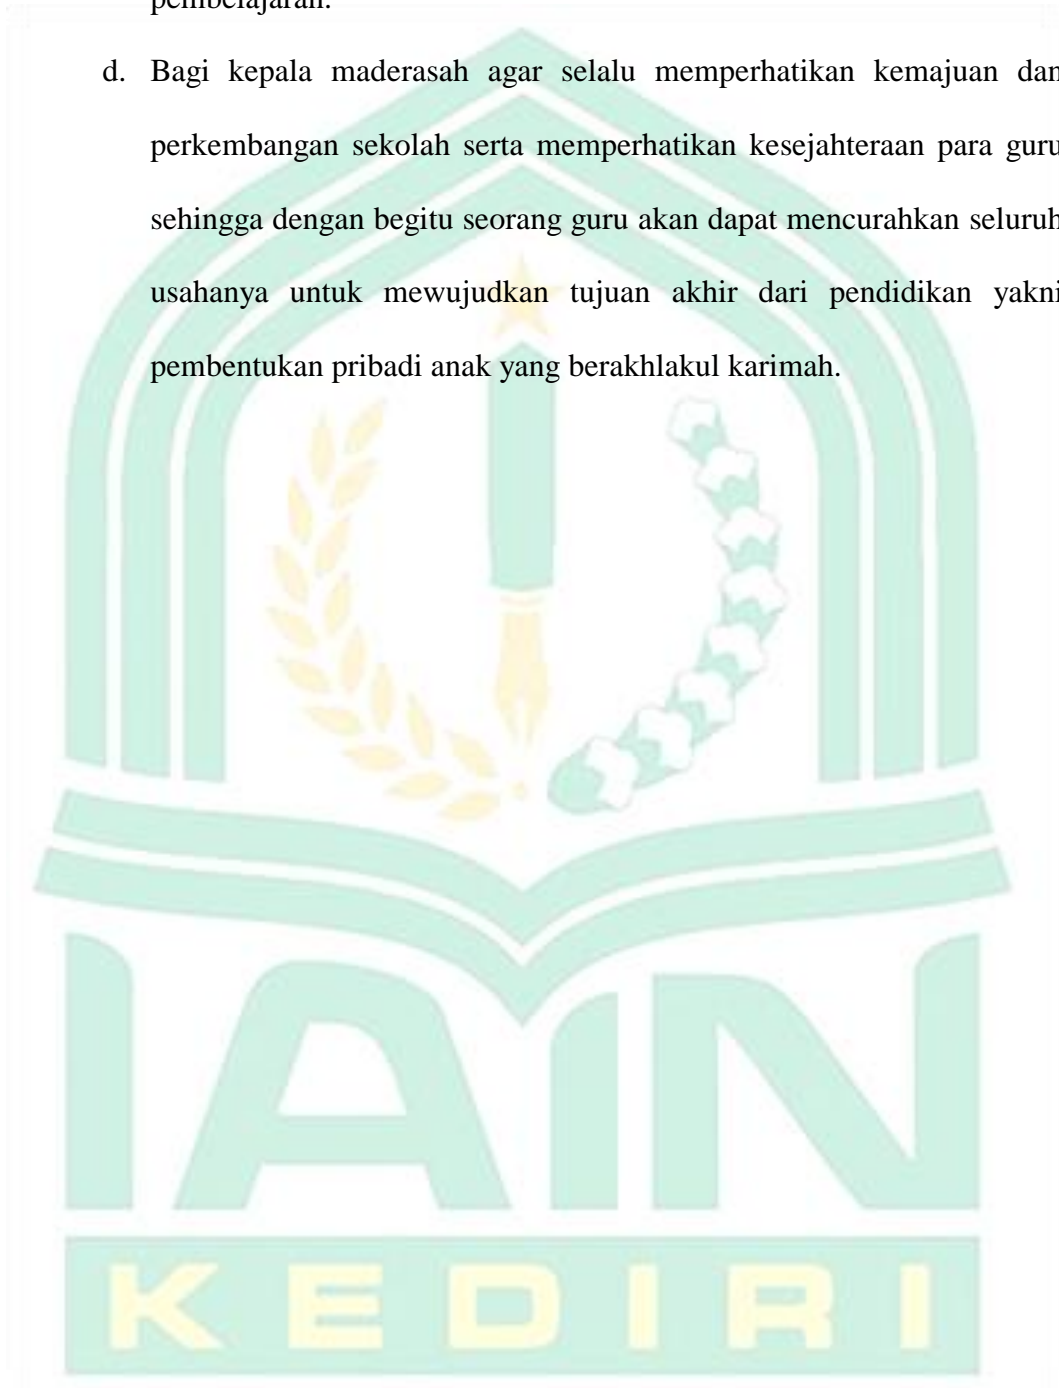 pembelajaran.
d. Bagi kepala maderasah agar selalu memperhatikan kemajuan dan
perkembangan sekolah serta memperhatikan kesejahteraan para guru
sehingga dengan begitu seorang guru akan dapat mencurahkan seluruh
usahanya untuk mewujudkan tujuan akhir dari pendidikan yakni
pembentukan pribadi anak yang berakhlakul karimah.
IAIN
KEDIRI